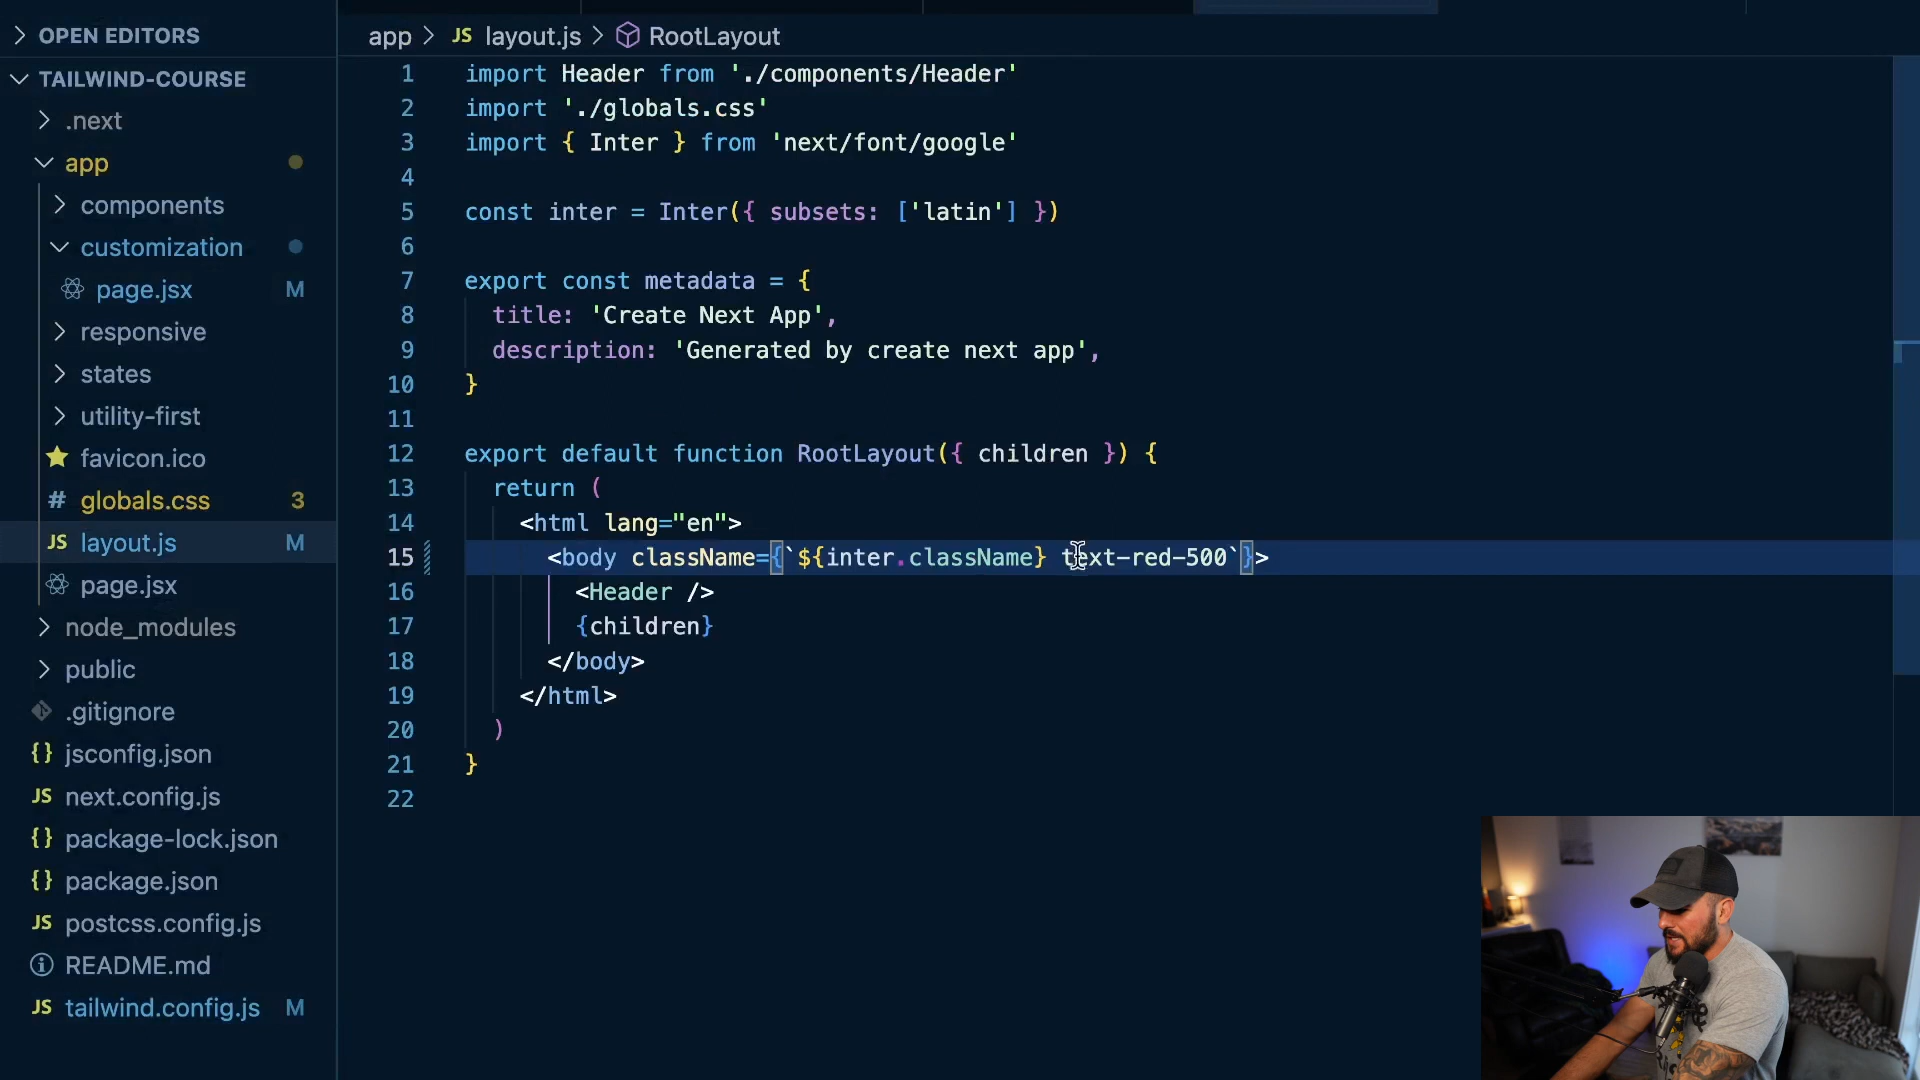 OPEN EDITORS
TAILWIND-COURSE
.next
app
components
customization
page.jsx M
responsive
states
utility-first
favicon.ico
# globals.css 3
JS layout.js M
page.jsx
node_modules
public
.gitignore
{} jsconfig.json
JS next.config.js
{} package-lock.json
{} package.json
JS postcss.config.js
README.md
JS tailwind.config.js M
app > JS layout.js > RootLayout
1 import Header from './components/Header'
2 import './globals.css'
3 import { Inter } from 'next/font/google'
4
5 const inter = Inter({ subsets: ['latin'] })
6
7 export const metadata = {
8 title: 'Create Next App',
9 description: 'Generated by create next app',
10 }
11
12 export default function RootLayout({ children }) {
13 return (
14 <html lang="en">
15 <body className={`${inter.className} text-red-500`}>
16 <Header />
17 {children}
18 </body>
19 </html>
20 )
21 }
22